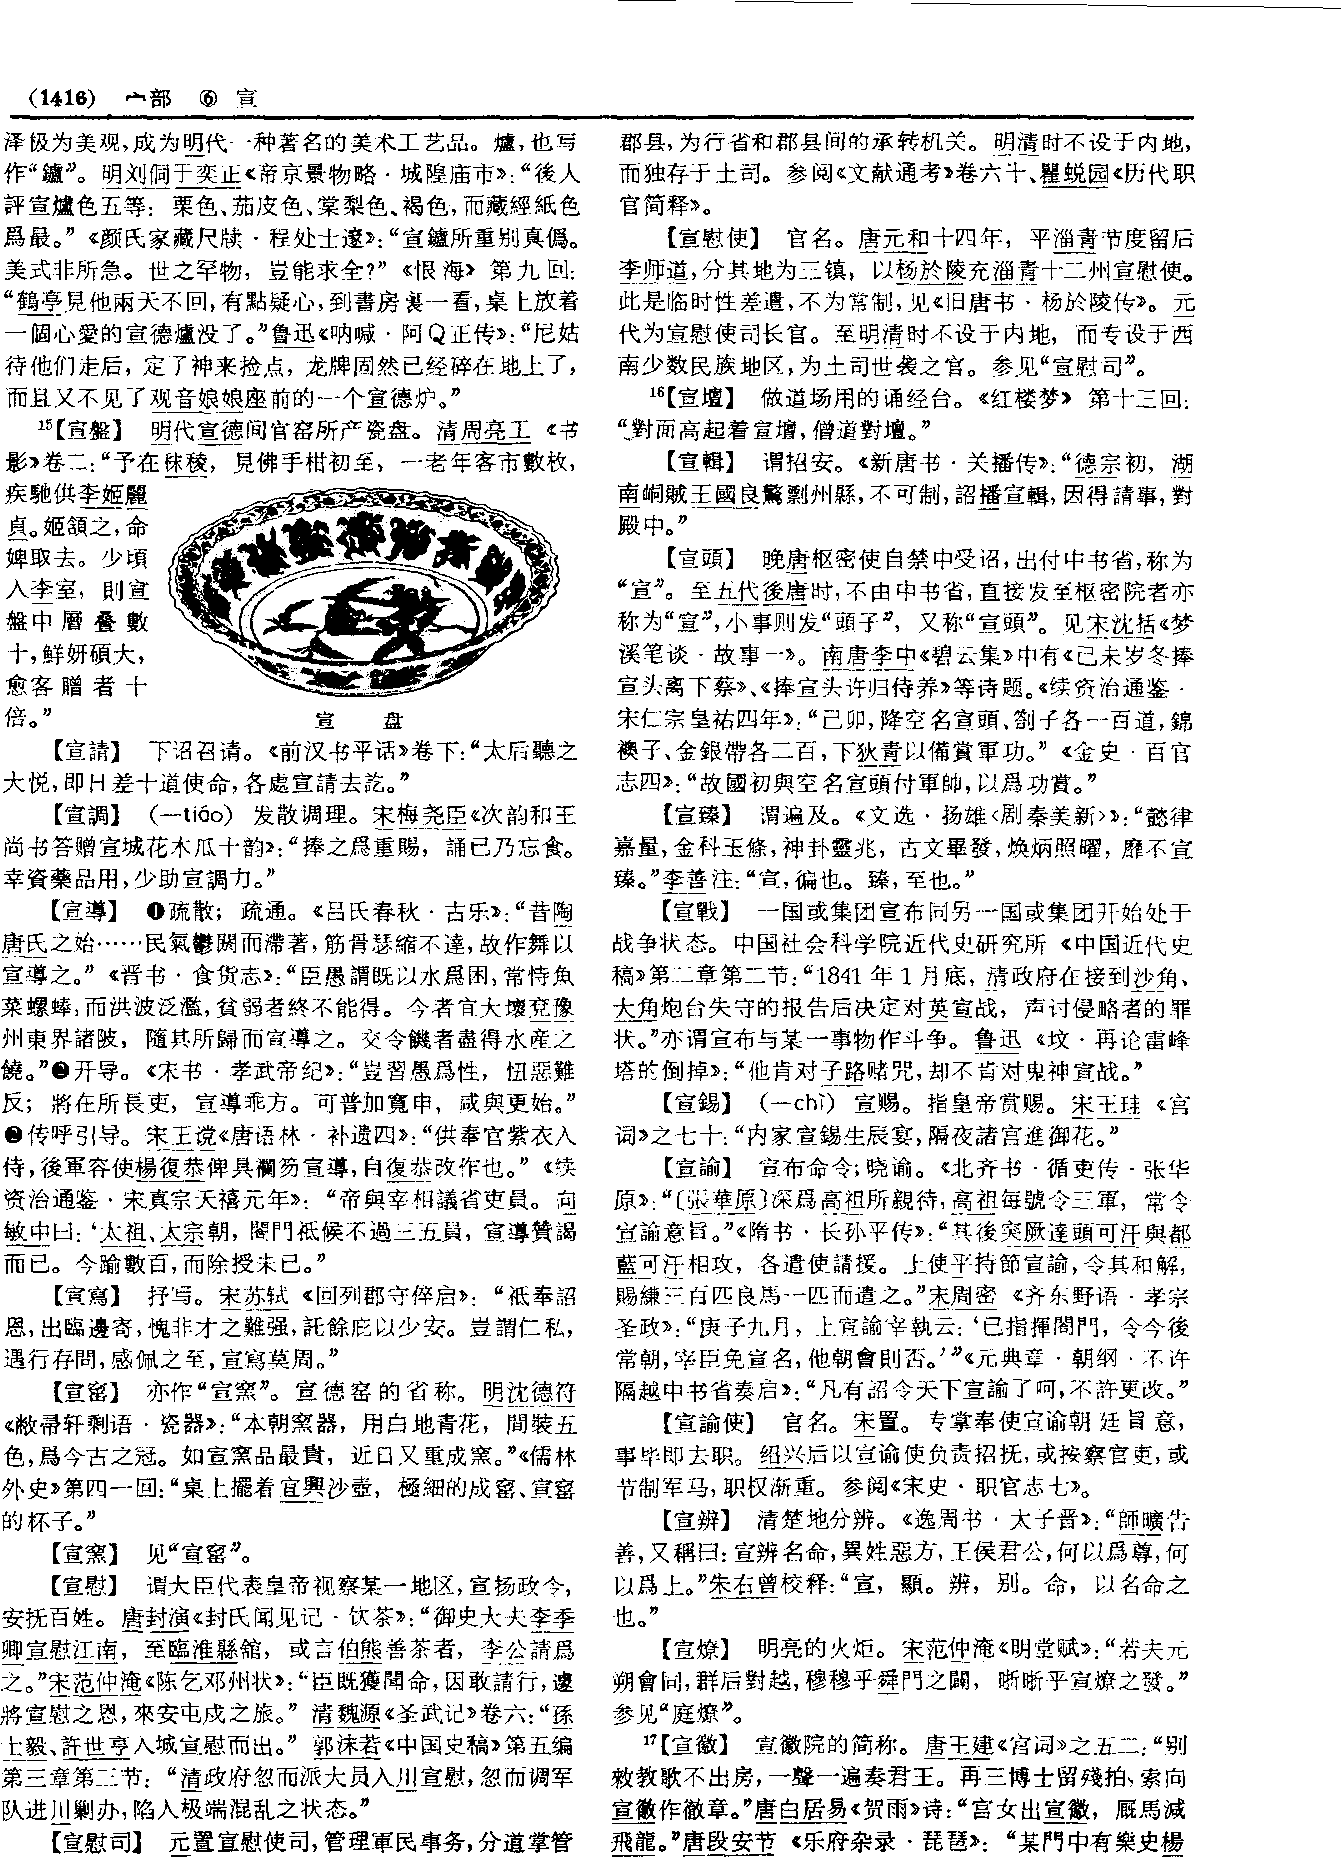 (1416) 宀部 ⑥ 宣
泽极为美观,成为明代一种著名的美术工艺品。爐,也写
作“鑪”。明刘侗于奕正《帝京景物略·城隍庙市》:“後人
評宣爐色五等:栗色、茄皮色、棠梨色、褐色,而藏經紙色
爲最。”《颜氏家藏尺牍·程处士邃》:“宣鑪所重别真僞。
美式非所急。世之罕物,豈能求全?”《恨海》第九回:
“鶴亭見他兩天不回,有點疑心,到書房裏一看,桌上放着
一個心愛的宣德爐没了。”鲁迅《呐喊·阿Q正传》:“尼姑
待他们走后,定了神来捡点,龙牌固然已经碎在地上了,
而且又不见了观音娘娘座前的一个宣德炉。”
15【宣盤】 明代宣德间官窑所产瓷盘。清周亮工《书
影》卷二:“予在秣稜,見佛手柑初至,一老年客市數枚,
疾馳供李姬麗
貞。姬頷之,命
婢取去。少頃
入李室,則宣
盤中層叠數
十,鮮妍碩大,
愈客贈者十
倍。”
宣 盘
【宣請】 下诏召请。《前汉书平话》卷下:“太后聽之
大悦,即日差十道使命,各處宣請去訖。”
【宣調】 (—tiáo) 发散调理。宋梅尧臣《次韵和王
尚书答赠宣城花木瓜十韵》:“捧之爲重賜,誦已乃忘食。
幸資藥品用,少助宣調力。”
【宣導】 ❶疏散;疏通。《吕氏春秋·古乐》:“昔陶
唐氏之始……民氣鬱閼而滯著,筋骨瑟縮不達,故作舞以
宣導之。”《晋书·食货志》:“臣愚謂既以水爲困,常恃魚
菜螺蜯,而洪波泛濫,貧弱者終不能得。今者宜大壞兗豫
州東界諸陂,隨其所歸而宣導之。交令饑者盡得水産之
饒。”❷开导。《宋书·孝武帝纪》:“豈習愚爲性,忸惡難
反;將在所長吏,宣導乖方。可普加寬申,咸與更始。”
❷传呼引导。宋王谠《唐语林·补遗四》:“供奉官紫衣入
侍,後軍容使楊復恭俾具襴笏宣導,自復恭改作也。”《续
资治通鉴·宋真宗天禧元年》:“帝與宰相議省吏員。向
敏中曰:‘太祖、太宗朝,閤門祗候不過三五員,宣導贊謁
而已。今踰數百,而除授未已。”
【宣寫】 抒写。宋苏轼《回列郡守倅启》:“祗奉詔
恩,出臨邊寄,愧非才之難强,託餘庇以少安。豈謂仁私,
遇行存問,感佩之至,宣寫莫周。”
【宣窑】 亦作“宣窯”。宣德窑的省称。明沈德符
《敝帚轩剩语·瓷器》:“本朝窯器,用白地青花,間裝五
色,爲今古之冠。如宣窯品最貴,近日又重成窯。”《儒林
外史》第四一回:“桌上擺着宜興沙壺,極細的成窑、宣窑
的杯子。”
【宣窯】 见“宣窑”。
【宣慰】 谓大臣代表皇帝视察某一地区,宣扬政令,
安抚百姓。唐封演《封氏闻见记·饮茶》:“御史大夫李季
卿宣慰江南,至臨淮縣舘,或言伯熊善茶者,李公請爲
之。”宋范仲淹《陈乞邓州状》:“臣既獲聞命,因敢請行,遽
將宣慰之恩,來安屯戍之旅。”清魏源《圣武记》卷六:“孫
士毅、許世亨入城宣慰而出。”郭沫若《中国史稿》第五编
第三章第二节:“清政府忽而派大员入川宣慰,忽而调军
队进川剿办,陷入极端混乱之状态。”
【宣慰司】 元置宣慰使司,管理軍民事务,分道掌管
郡县,为行省和郡县间的承转机关。明清时不设于内地,
而独存于土司。参阅《文献通考》卷六十、瞿蜕园《历代职
官简释》。
【宣慰使】 官名。唐元和十四年,平淄青节度留后
李师道,分其地为三镇,以杨於陵充淄青十二州宣慰使。
此是临时性差遣,不为常制,见《旧唐书·杨於陵传》。元
代为宣慰使司长官。至明清时不设于内地,而专设于西
南少数民族地区,为土司世袭之官。参见“宣慰司”。
16【宣壇】 做道场用的诵经台。《红楼梦》第十三回:
“對面高起着宣壇,僧道對壇。”
【宣輯】 谓招安。《新唐书·关播传》:“德宗初,湖
南峒賊王國良驚剽州縣,不可制,詔播宣輯,因得請事,對
殿中。”
【宣頭】 晚唐枢密使自禁中受诏,出付中书省,称为
“宣”。至五代後唐时,不由中书省,直接发至枢密院者亦
称为“宣”,小事则发“頭子”,又称“宣頭”。见宋沈括《梦
溪笔谈·故事一》。南唐李中《碧云集》中有《己未岁冬捧
宣头离下蔡》、《捧宣头许归侍养》等诗题。《续资治通鉴·
宋仁宗皇祐四年》:“己卯,降空名宣頭、劄子各一百道,錦
襖子、金銀帶各二百,下狄青以備賞軍功。”《金史·百官
志四》:“故國初與空名宣頭付軍帥,以爲功賞。”
【宣臻】 谓遍及。《文选·扬雄〈剧秦美新〉》:“懿律
嘉量,金科玉條,神卦靈兆,古文畢發,焕炳照曜,靡不宣
臻。”李善注:“宣,徧也。臻,至也。”
【宣戰】 一国或集团宣布同另一国或集团开始处于
战争状态。中国社会科学院近代史研究所《中国近代史
稿》第二章第二节:“1841年1月底,清政府在接到沙角、
大角炮台失守的报告后决定对英宣战,声讨侵略者的罪
状。”亦谓宣布与某一事物作斗争。鲁迅《坟·再论雷峰
塔的倒掉》:“他肯对子路赌咒,却不肯对鬼神宣战。”
【宣錫】 (—chì) 宣赐。指皇帝赏赐。宋王珪《宫
词》之七十:“内家宣錫生辰宴,隔夜諸宫進御花。”
【宣諭】 宣布命令;晓谕。《北齐书·循吏传·张华
原》:“〔張華原〕深爲高祖所親待,高祖每號令三軍,常令
宣諭意旨。”《隋书·长孙平传》:“其後突厥達頭可汗與都
藍可汗相攻,各遣使請援。上使平持節宣諭,令其和解,
賜縑三百匹良馬一匹而遣之。”宋周密《齐东野语·孝宗
圣政》:“庚子九月,上宣諭宰執云:‘已指揮閤門,令今後
常朝,宰臣免宣名,他朝會則否。’”《元典章·朝纲·不许
隔越中书省奏启》:“凡有詔令天下宣諭了呵,不許更改。”
【宣諭使】 官名。宋置。专掌奉使宣谕朝廷旨意,
事毕即去职。绍兴后以宣谕使负责招抚,或按察官吏,或
节制军马,职权渐重。参阅《宋史·职官志七》。
【宣辨】 清楚地分辨。《逸周书·太子晋》:“師曠告
善,又稱曰:宣辨名命,異姓惡方,王侯君公,何以爲尊,何
以爲上。”朱右曾校释:“宣,顯。辨,别。命,以名命之
也。”
【宣燎】 明亮的火炬。宋范仲淹《明堂赋》:“若夫元
朔會同,群后對越,穆穆乎舜門之闢,晣晣乎宣燎之發。”
参见“庭燎”。
17【宣徽】 宣徽院的简称。唐王建《宫词》之五二:“别
敕教歌不出房,一聲一遍奏君王。再三博士留殘拍,索向
宣徽作徹章。”唐白居易《贺雨》诗:“宫女出宣徽,厩馬減
飛龍。”唐段安节《乐府杂录·琵琶》:“某門中有樂史楊